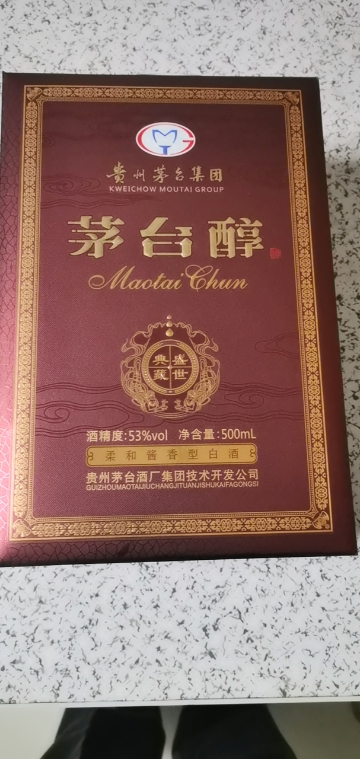 贵州茅台集团
KWEICHOW MOUTAI GROUP
茅台醇
Maotai Chun
典盛
藏世
酒精度:53%vol 净含量:500mL
柔和酱香型白酒
贵州茅台酒厂集团技术开发公司
GUIZHOUMAOTAIJIUCHANGJITUANJISHUKAIFAGONGSI